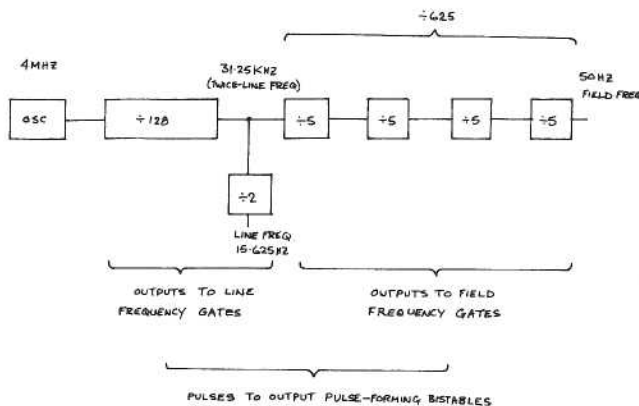 ÷625
4MHZ
31·25KHZ
(TWICE-LINE FREQ)
50HZ
FIELD FREQ
OSC
÷128
÷5
÷5
÷5
÷5
÷2
LINE FREQ
15·625HZ
OUTPUTS TO LINE
FREQUENCY GATES
OUTPUTS TO FIELD
FREQUENCY GATES
PULSES TO OUTPUT PULSE-FORMING BISTABLES